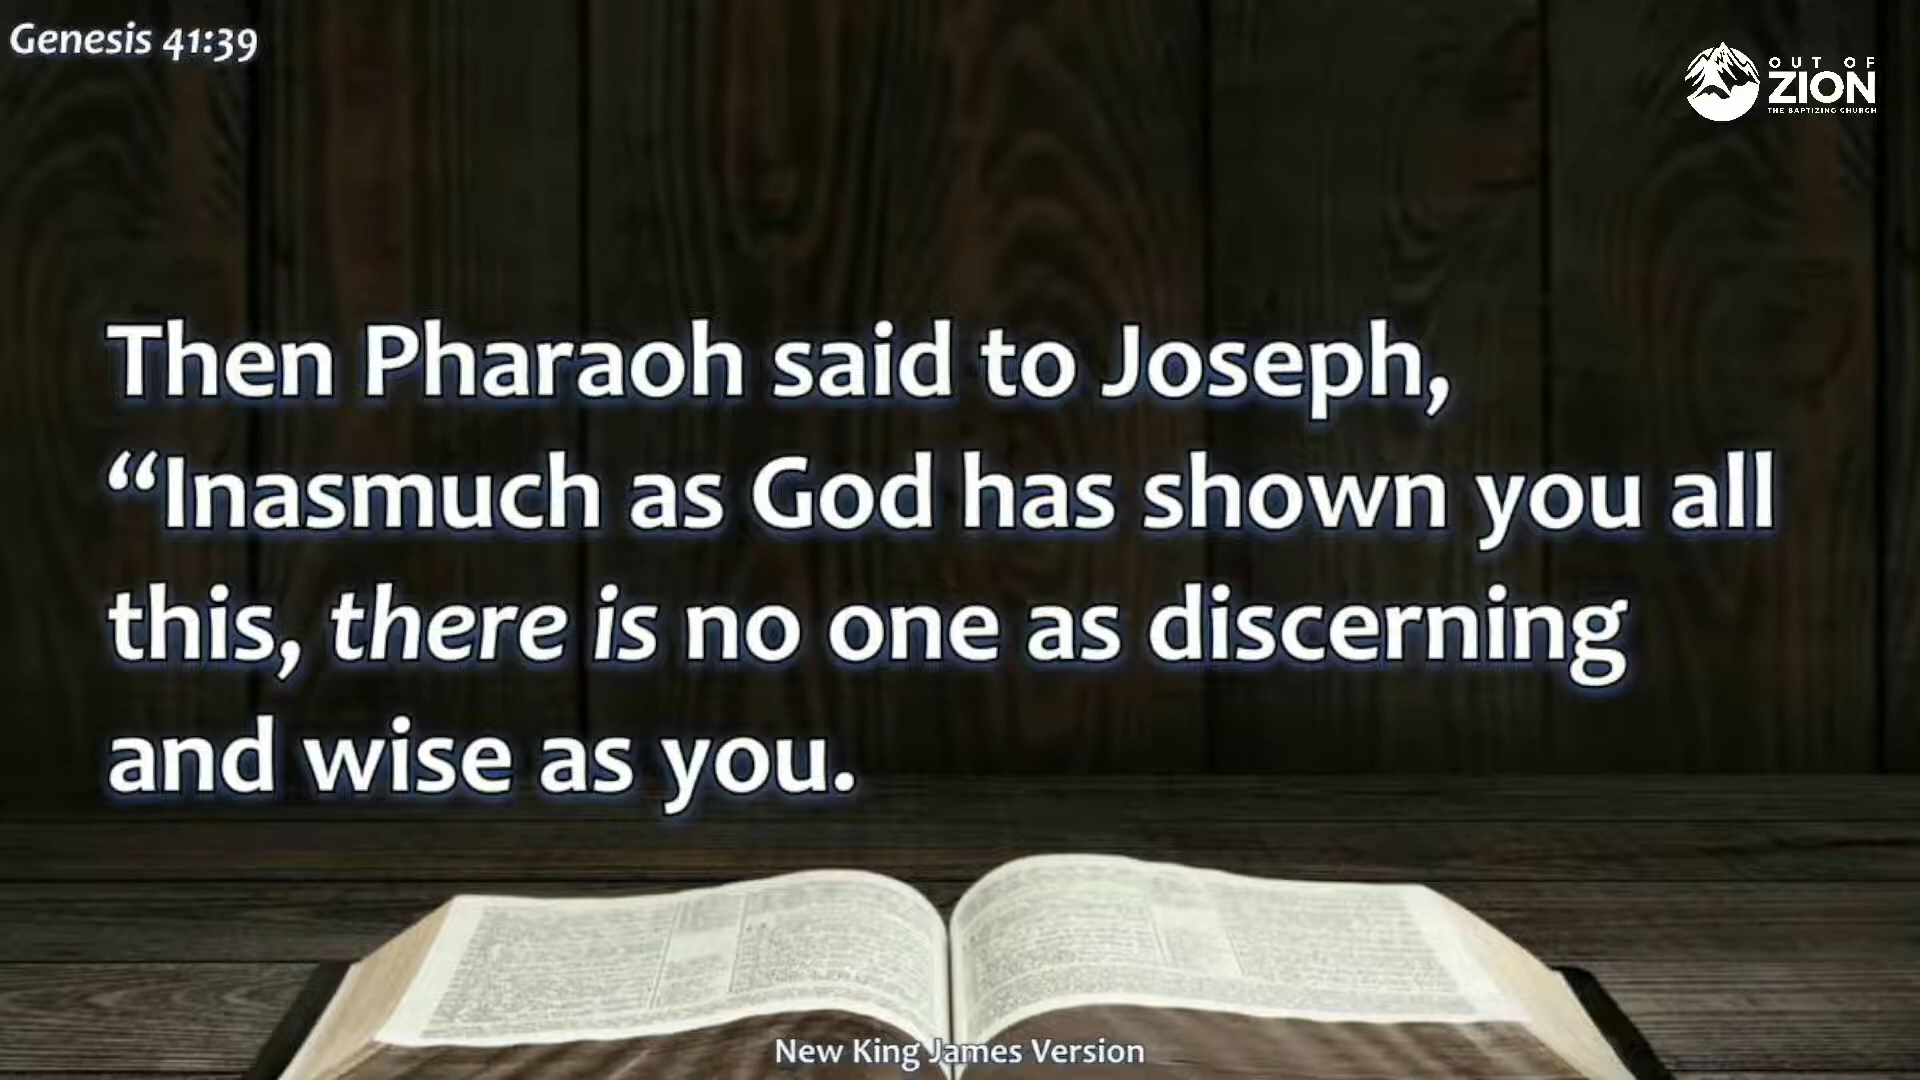 Genesis 41:39
OUT OF
ZION
THE BAPTIZING CHURCH
Then Pharaoh said to Joseph,
“Inasmuch as God has shown you all
this, there is no one as discerning
and wise as you.
New King James Version